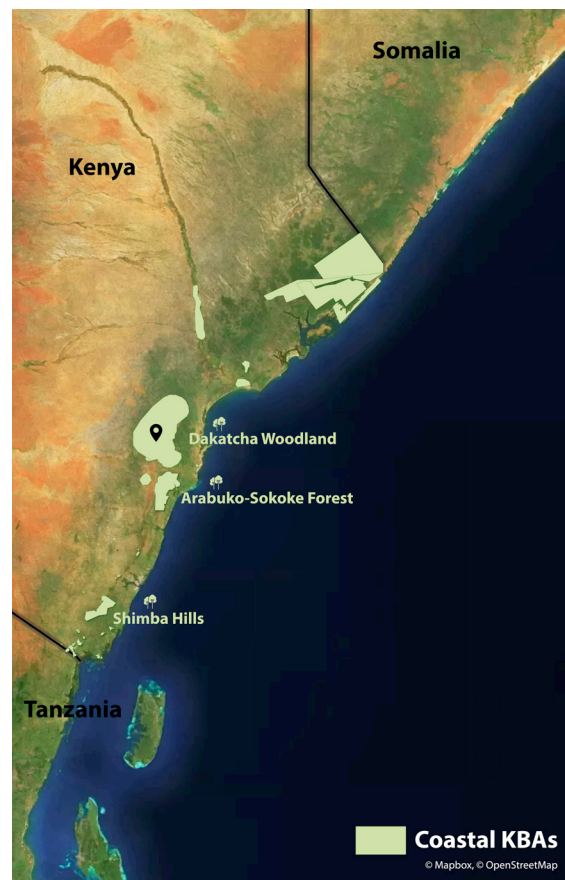 Somalia
Kenya
Dakatcha Woodland
Arabuko-Sokoke Forest
Shimba Hills
Tanzania
Coastal KBAs
© Mapbox, © OpenStreetMap